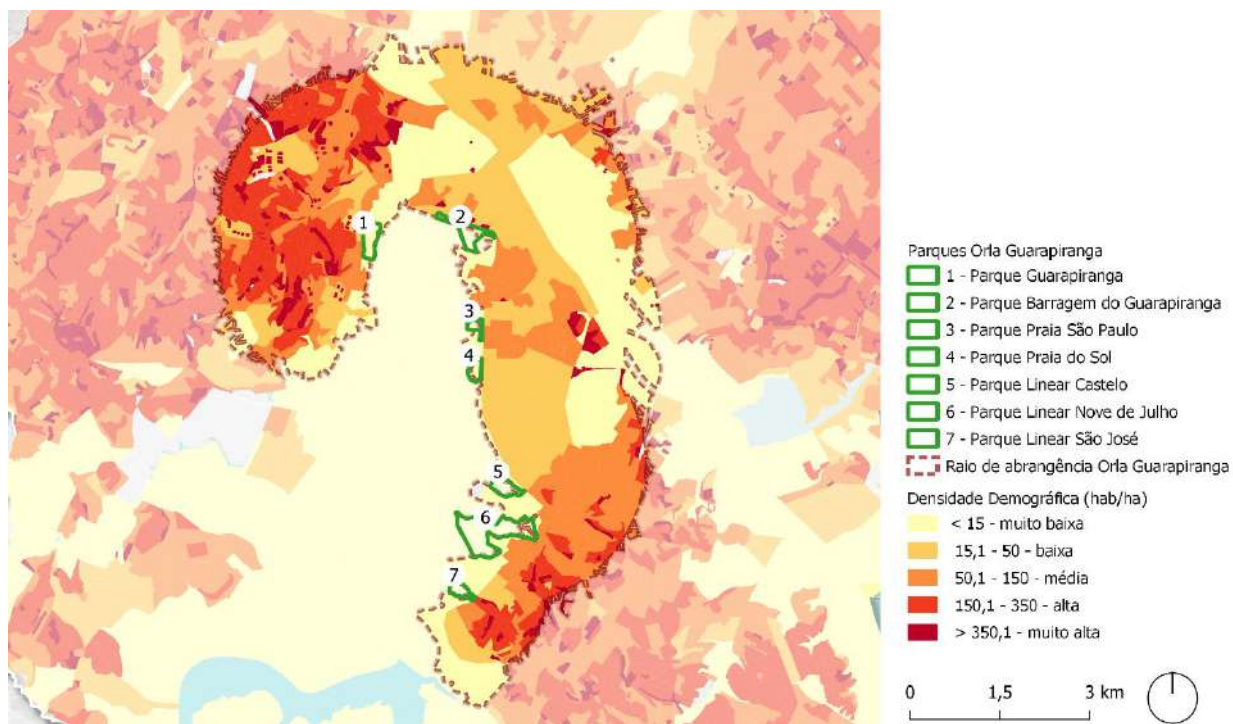 1
2
3
4
5
6
7
Parques Orla Guarapiranga
1 - Parque Guarapiranga
2 - Parque Barragem do Guarapiranga
3 - Parque Praia São Paulo
4 - Parque Praia do Sol
5 - Parque Linear Castelo
6 - Parque Linear Nove de Julho
7 - Parque Linear São José
Raio de abrangência Orla Guarapiranga
Densidade Demográfica (hab/ha)
< 15 - muito baixa
15,1 - 50 - baixa
50,1 - 150 - média
150,1 - 350 - alta
> 350,1 - muito alta
0 1,5 3 km